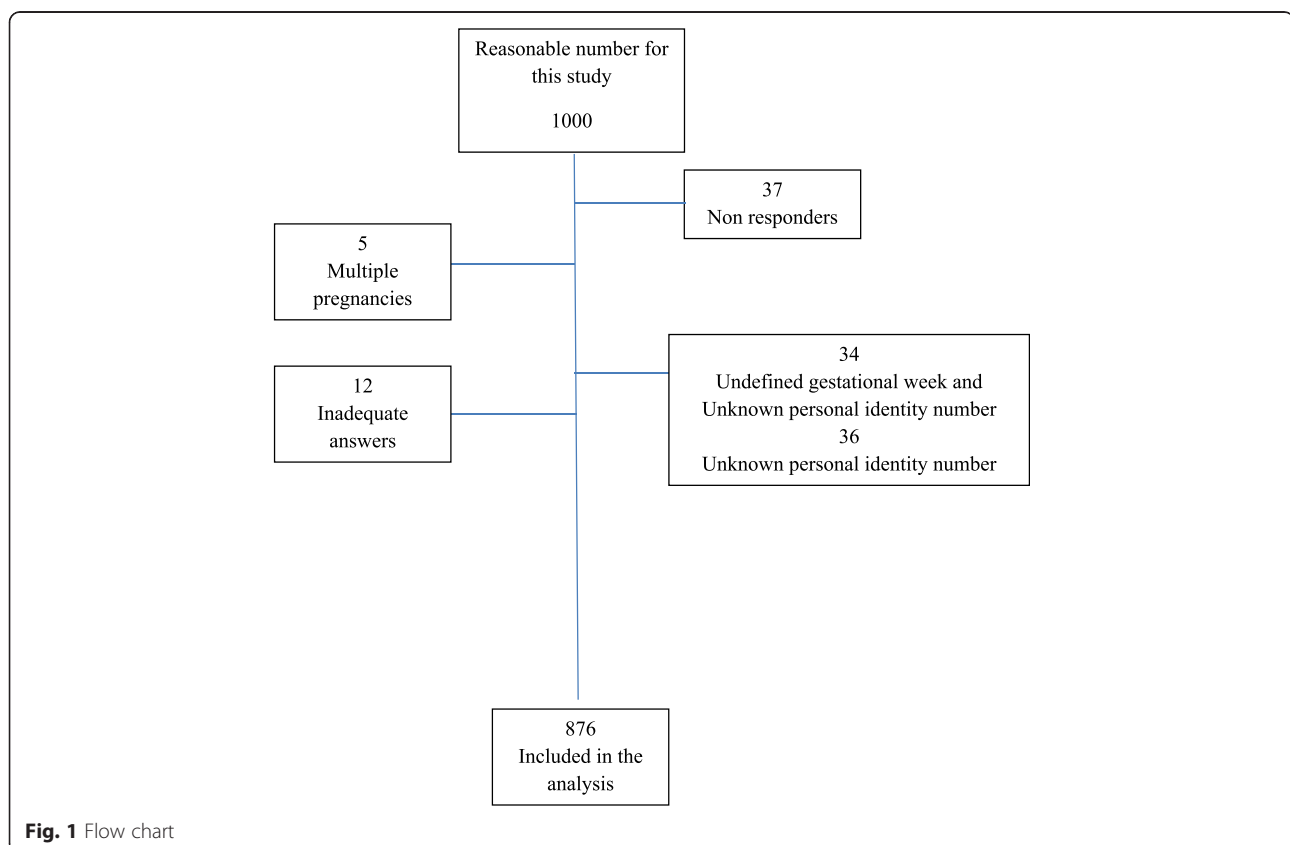 Reasonable number for
this study
1000
37
Non responders
5
Multiple
pregnancies
34
Undefined gestational week and
Unknown personal identity number
36
Unknown personal identity number
12
Inadequate
answers
876
Included in the
analysis
Fig. 1 Flow chart